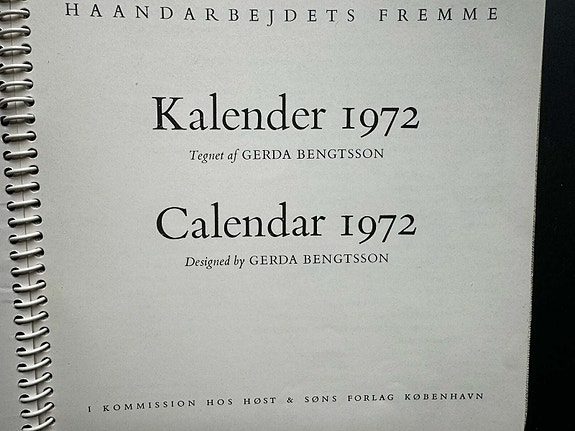 HAANDARBEJDETS FREMME
Kalender 1972
Tegnet af GERDA BENGTSSON
Calendar 1972
Designed by GERDA BENGTSSON
I KOMMISSION HOS HØST & SØNS FORLAG KØBENHAVN